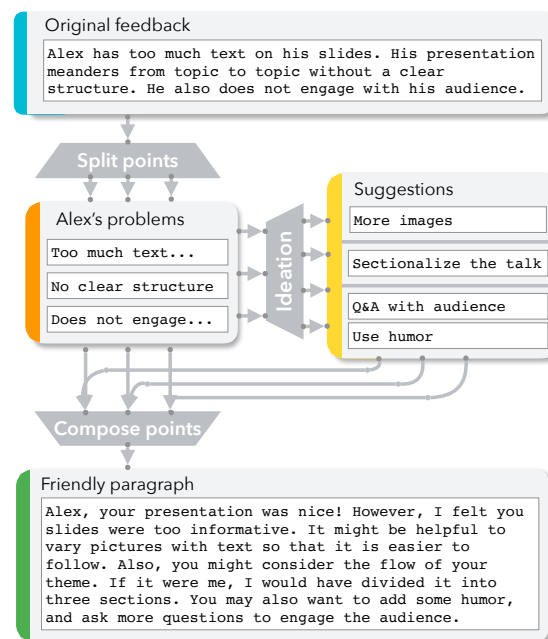 Original feedback
Alex has too much text on his slides. His presentation
meanders from topic to topic without a clear
structure. He also does not engage with his audience.
Split points
Alex's problems
Too much text...
No clear structure
Does not engage...
Ideation
Suggestions
More images
Sectionalize the talk
Q&A with audience
Use humor
Compose points
Friendly paragraph
Alex, your presentation was nice! However, I felt you
slides were too informative. It might be helpful to
vary pictures with text so that it is easier to
follow. Also, you might consider the flow of your
theme. If it were me, I would have divided it into
three sections. You may also want to add some humor,
and ask more questions to engage the audience.